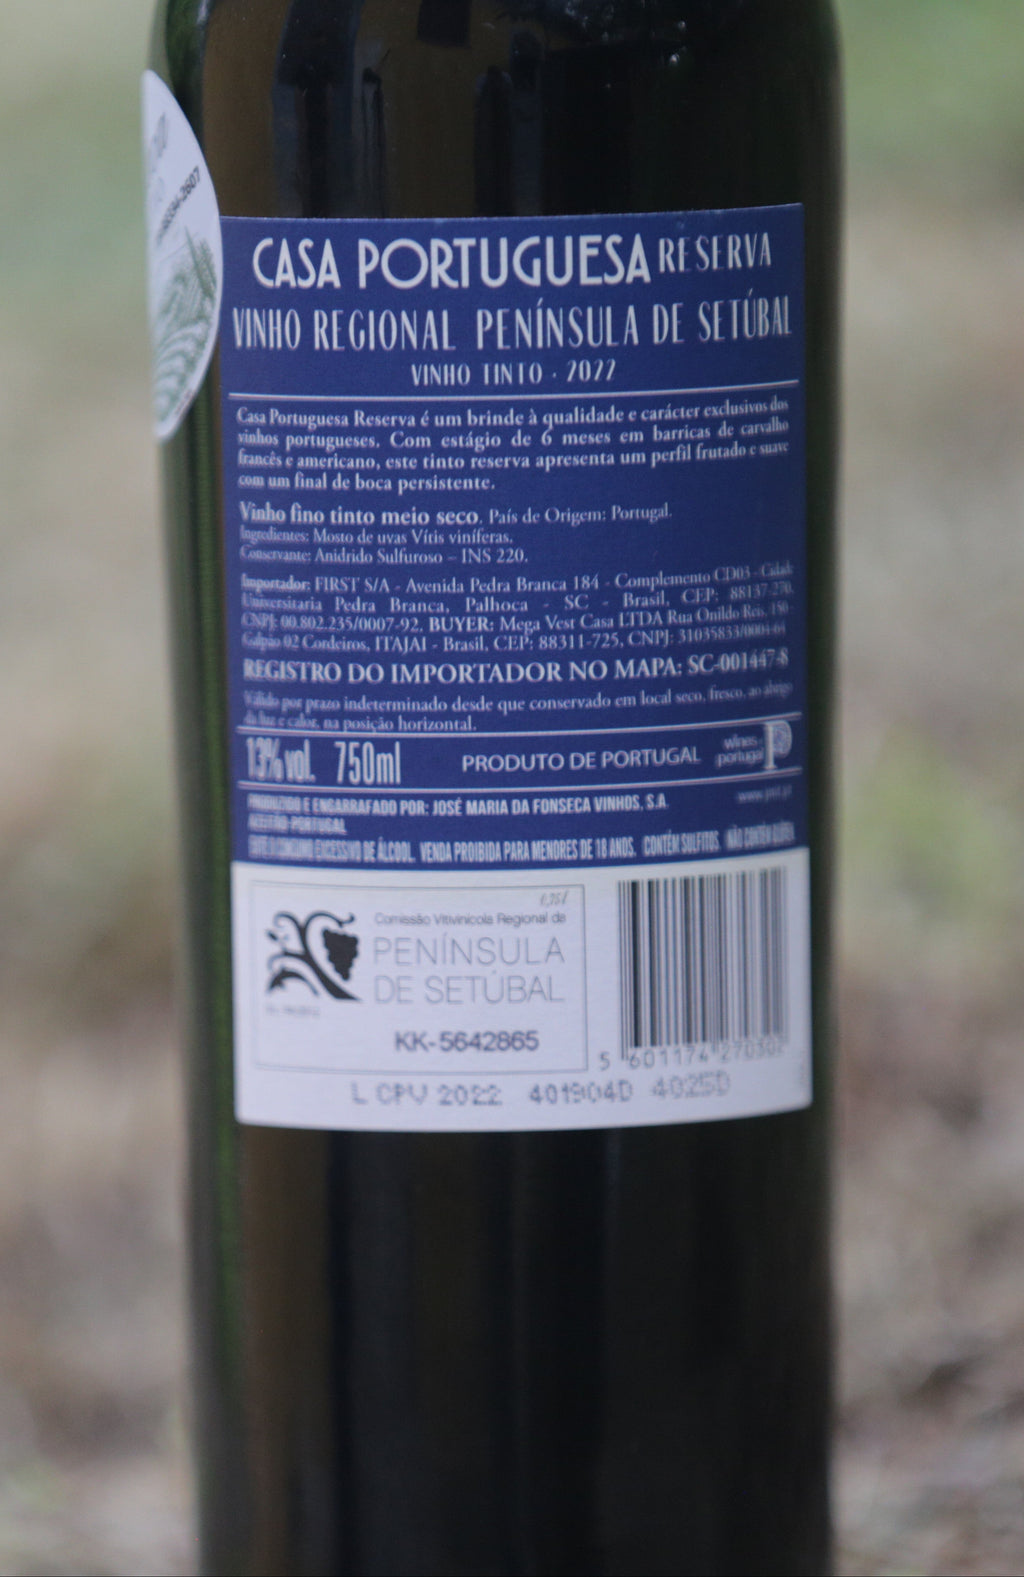 CASA PORTUGUESA RESERVA
VINHO REGIONAL PENÍNSULA DE SETÚBAL
VINHO TINTO · 2022
Casa Portuguesa Reserva é um brinde à qualidade e carácter exclusivos dos
vinhos portugueses. Com estágio de 6 meses em barricas de carvalho
francês e americano, este tinto reserva apresenta um perfil frutado e suave
com um final de boca persistente.
Vinho fino tinto meio seco. País de Origem: Portugal.
Ingredientes: Mosto de uvas Vítis viníferas.
Conservante: Anidrido Sulfuroso – INS 220.
Importador: FIRST S/A - Avenida Pedra Branca 184 - Complemento CD03 - Cidade
Universitaria Pedra Branca, Palhoca - SC - Brasil, CEP: 88137-270,
CNPJ: 00.802.235/0007-92. BUYER: Mega Vest Casa LTDA Rua Onildo Reis, 150 -
Galpão 02 Cordeiros, ITAJAI - Brasil, CEP: 88311-725, CNPJ:
REGISTRO DO IMPORTADOR NO MAPA: SC-001447-8
Válido por prazo indeterminado desde que conservado em local seco, fresco, ao abrigo
da luz e calor, na posição horizontal.
13% vol. 750ml PRODUTO DE PORTUGAL wines of portugal
PRODUZIDO E ENGARRAFADO POR: JOSÉ MARIA DA FONSECA VINHOS, S.A.
AZEITÃO-PORTUGAL
EVITE O CONSUMO EXCESSIVO DE ÁLCOOL. VENDA PROIBIDA PARA MENORES DE 18 ANOS. CONTÉM SULFITOS. NÃO CONTÉM GLÚTEN.
Comissão Vitivinícola Regional da
PENÍNSULA
DE SETÚBAL
KK-5642865
5 601174 270302
L CPV 2022 401904D 4025D